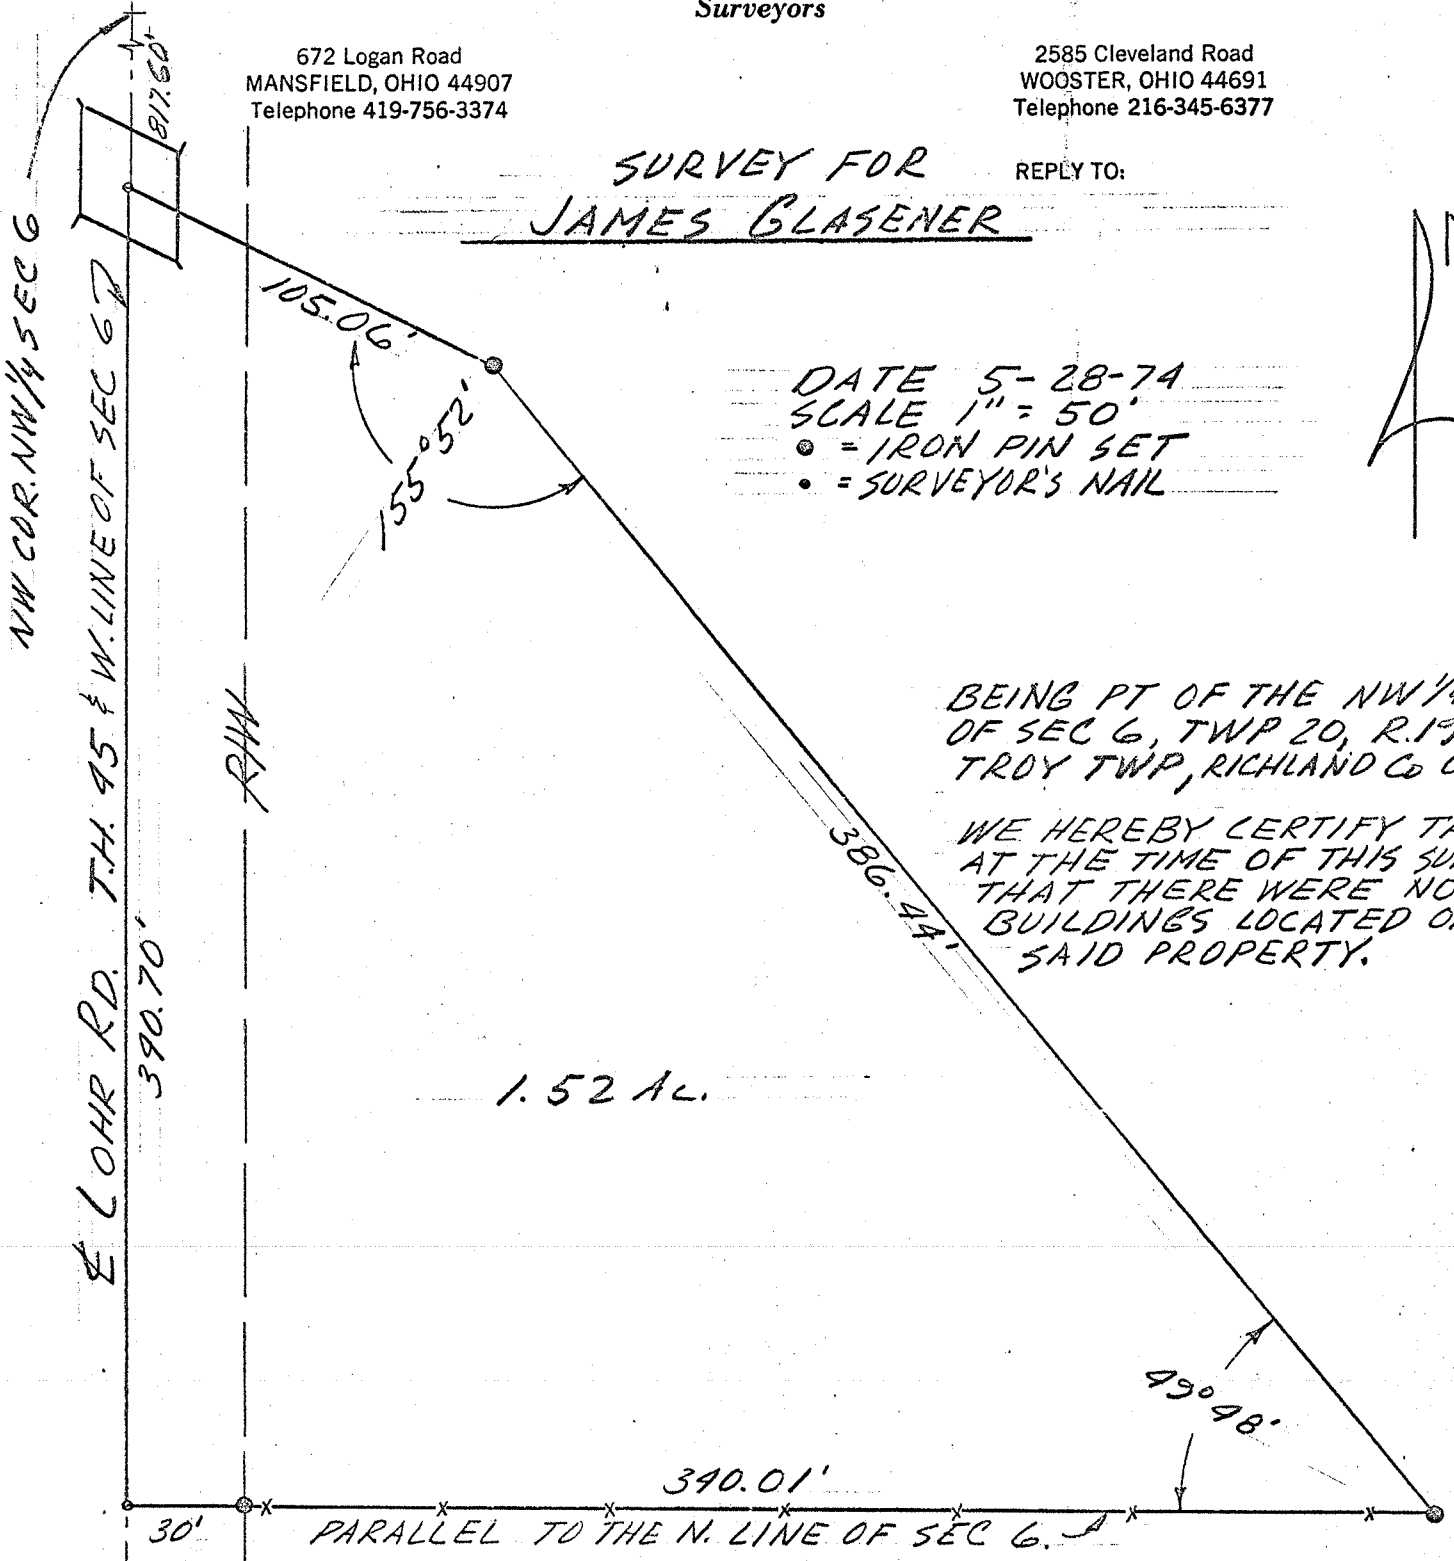 Surveyors
672 Logan Road
MANSFIELD, OHIO 44907
Telephone 419-756-3374
2585 Cleveland Road
WOOSTER, OHIO 44691
Telephone 216-345-6377
REPLY TO:
SURVEY FOR
JAMES GLASENER
817.60'
NW COR. NW 1/4 SEC 6
105.06'
155°52'
DATE 5-28-74
SCALE 1" = 50'
= IRON PIN SET
= SURVEYOR'S NAIL
℄ LOHR RD. T.H. 45 & W. LINE OF SEC 6
390.70'
R/W
BEING PT OF THE NW 1/4
OF SEC 6, TWP 20, R.19
TROY TWP, RICHLAND Co
WE HEREBY CERTIFY
AT THE TIME OF THIS
THAT THERE WERE NO
BUILDINGS LOCATED
SAID PROPERTY.
386.44'
1.52 Ac.
49°48'
340.01'
30'
PARALLEL TO THE N. LINE OF SEC 6.